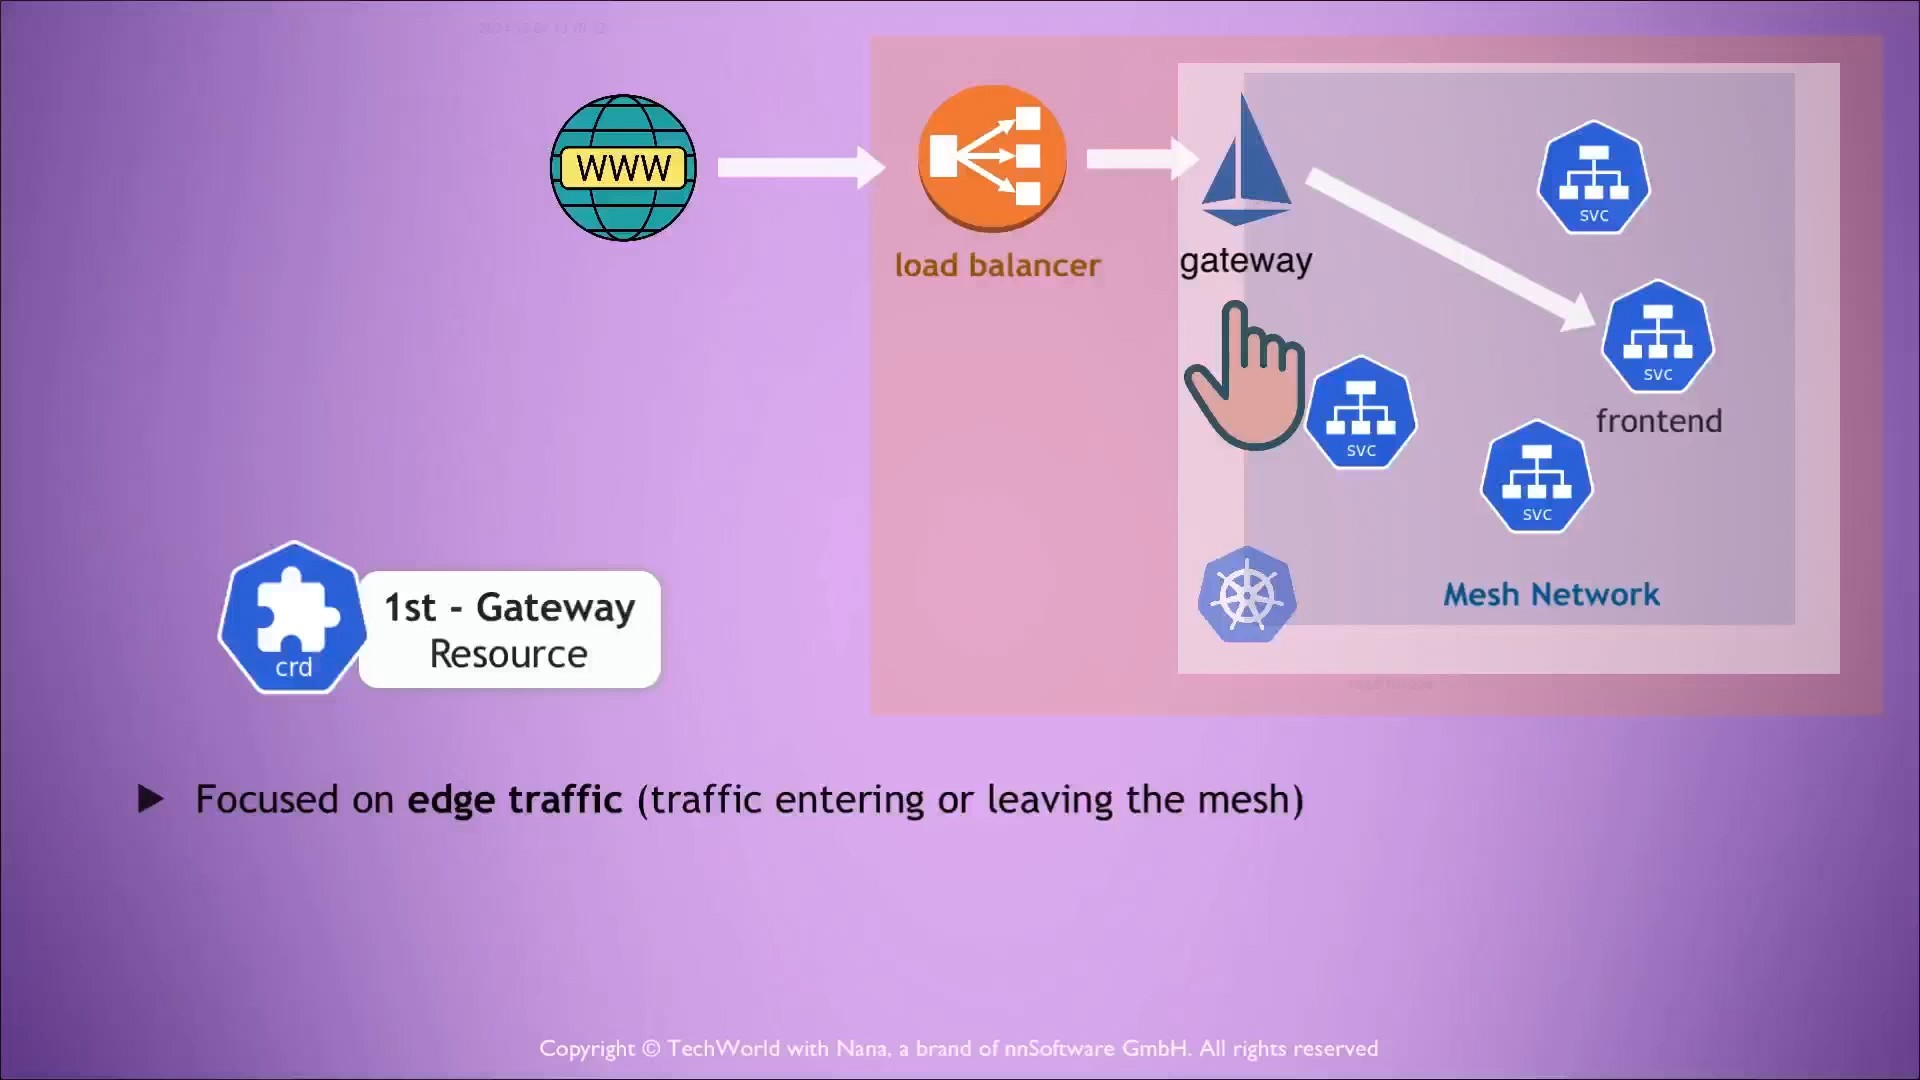 WWW
load balancer
gateway
svc
svc
frontend
svc
svc
Mesh Network
crd
1st - Gateway
Resource
Focused on edge traffic (traffic entering or leaving the mesh)
Copyright © TechWorld with Nana, a brand of nnSoftware GmbH. All rights reserved